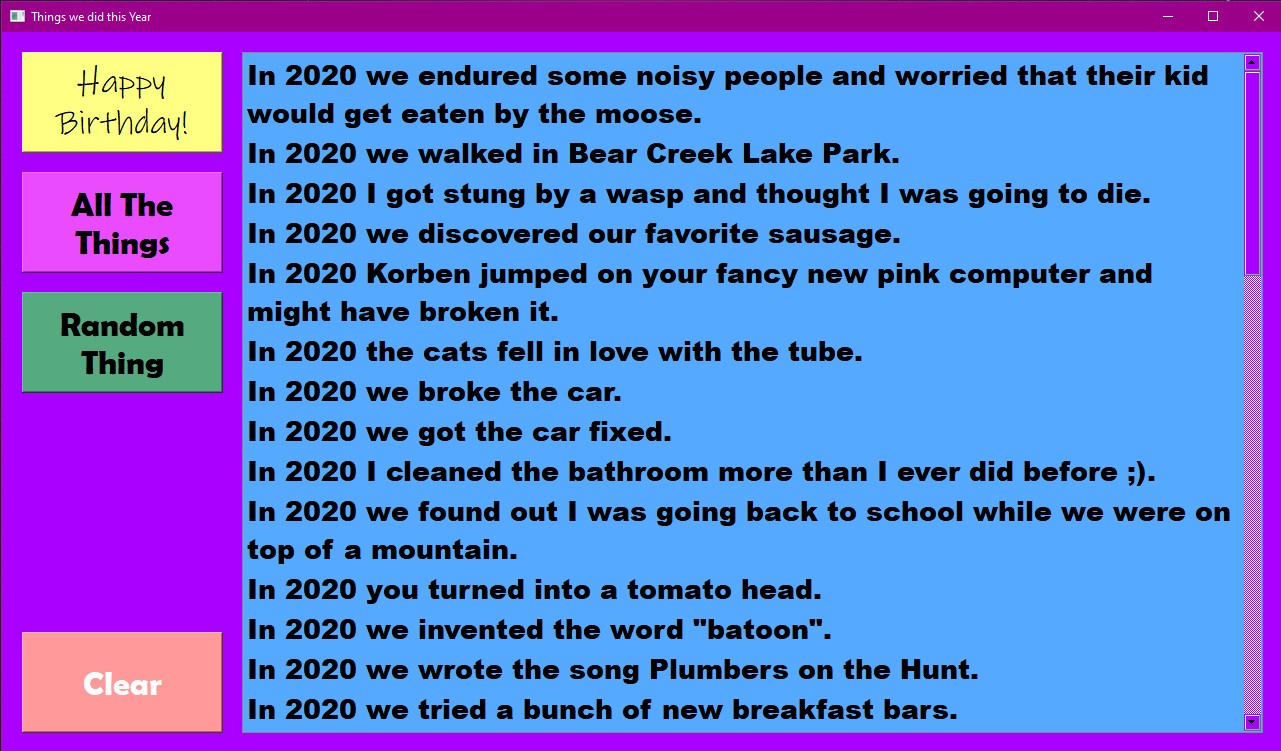 Things we did this Year
Happy
Birthday!
All The
Things
Random
Thing
Clear
In 2020 we endured some noisy people and worried that their kid
would get eaten by the moose.
In 2020 we walked in Bear Creek Lake Park.
In 2020 I got stung by a wasp and thought I was going to die.
In 2020 we discovered our favorite sausage.
In 2020 Korben jumped on your fancy new pink computer and
might have broken it.
In 2020 the cats fell in love with the tube.
In 2020 we broke the car.
In 2020 we got the car fixed.
In 2020 I cleaned the bathroom more than I ever did before ;).
In 2020 we found out I was going back to school while we were on
top of a mountain.
In 2020 you turned into a tomato head.
In 2020 we invented the word "batoon".
In 2020 we wrote the song Plumbers on the Hunt.
In 2020 we tried a bunch of new breakfast bars.